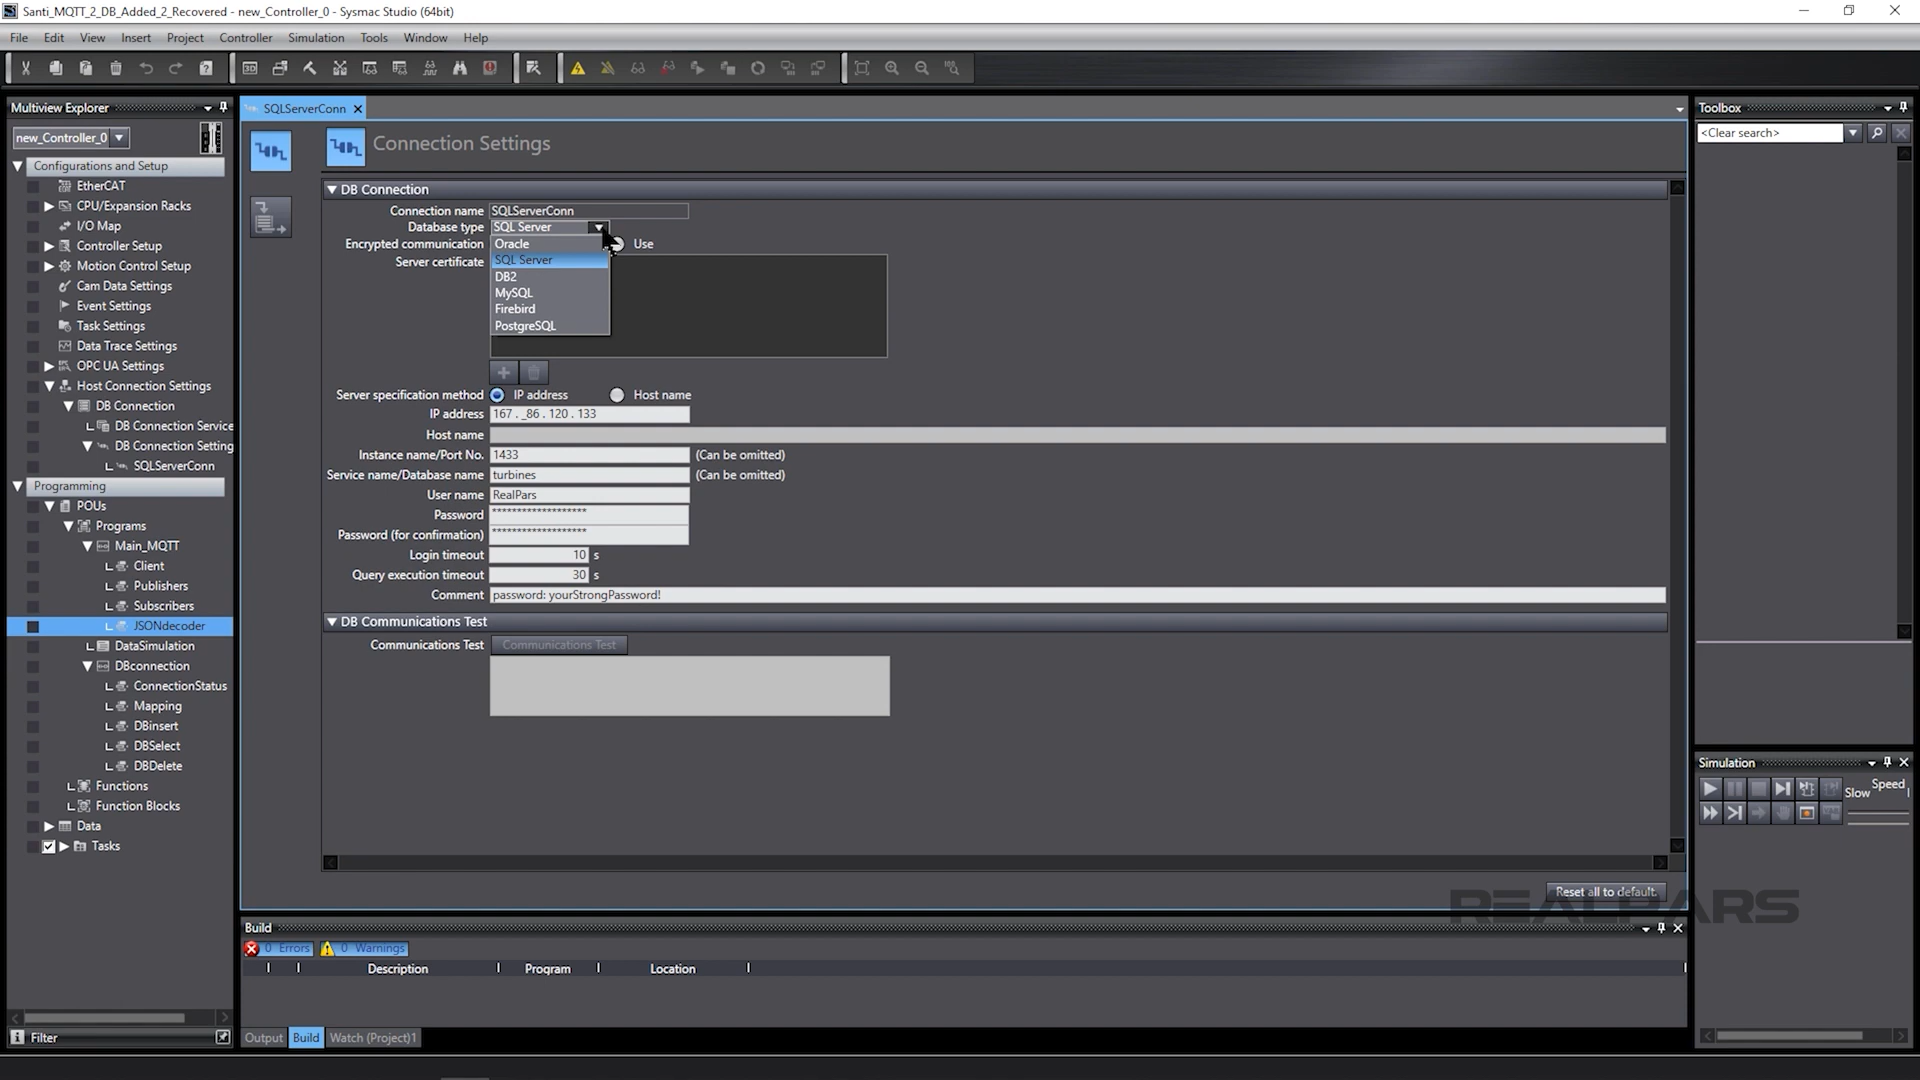 Santi_MQTT_2_DB_Added_2_Recovered - new_Controller_0 - Sysmac Studio (64bit)
File Edit View Insert Project Controller Simulation Tools Window Help
Multiview Explorer
new_Controller_0
Configurations and Setup
EtherCAT
CPU/Expansion Racks
I/O Map
Controller Setup
Motion Control Setup
Cam Data Settings
Event Settings
Task Settings
Data Trace Settings
OPC UA Settings
Host Connection Settings
DB Connection
DB Connection Service
DB Connection Setting
SQLServerConn
Programming
POUs
Programs
Main_MQTT
Client
Publishers
Subscribers
JSONdecoder
DataSimulation
DBconnection
ConnectionStatus
Mapping
DBinsert
DBSelect
DBDelete
Functions
Function Blocks
Data
Tasks
Filter
SQLServerConn
Connection Settings
DB Connection
Connection name SQLServerConn
Database type SQL Server
Encrypted communication Use
Server certificate
Oracle
SQL Server
DB2
MySQL
Firebird
PostgreSQL
Server specification method IP address Host name
IP address 167 . _86 . 120 . 133
Host name
Instance name/Port No. 1433 (Can be omitted)
Service name/Database name turbines (Can be omitted)
User name RealPars
Password *******************
Password (for confirmation) *******************
Login timeout 10 s
Query execution timeout 30 s
Comment password: yourStrongPassword!
DB Communications Test
Communications Test Communications Test
Reset all to default.
REALPARS
Build
0 Errors 0 Warnings
Description Program Location
Output Build Watch (Project)1
Toolbox
<Clear search>
Simulation
Speed
Slow